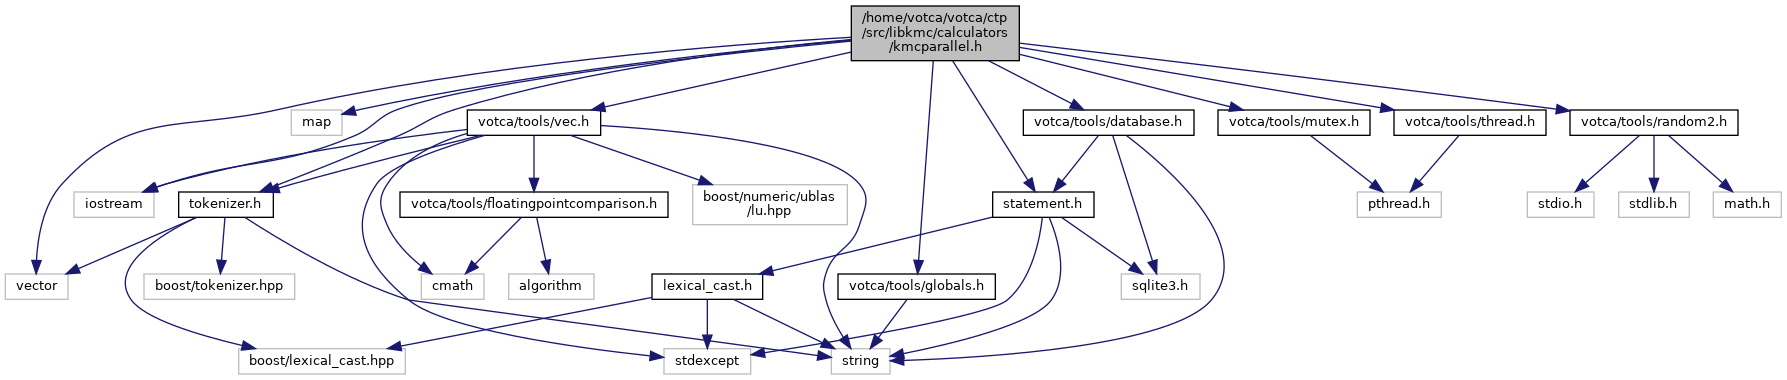 /home/votca/votca/ctp
/src/libkmc/calculators
/kmcparallel.h
map
votca/tools/vec.h
votca/tools/database.h
votca/tools/mutex.h
votca/tools/thread.h
votca/tools/random2.h
iostream
tokenizer.h
votca/tools/floatingpointcomparison.h
boost/numeric/ublas
/lu.hpp
statement.h
pthread.h
stdio.h
stdlib.h
math.h
vector
boost/tokenizer.hpp
cmath
algorithm
lexical_cast.h
votca/tools/globals.h
sqlite3.h
boost/lexical_cast.hpp
stdexcept
string